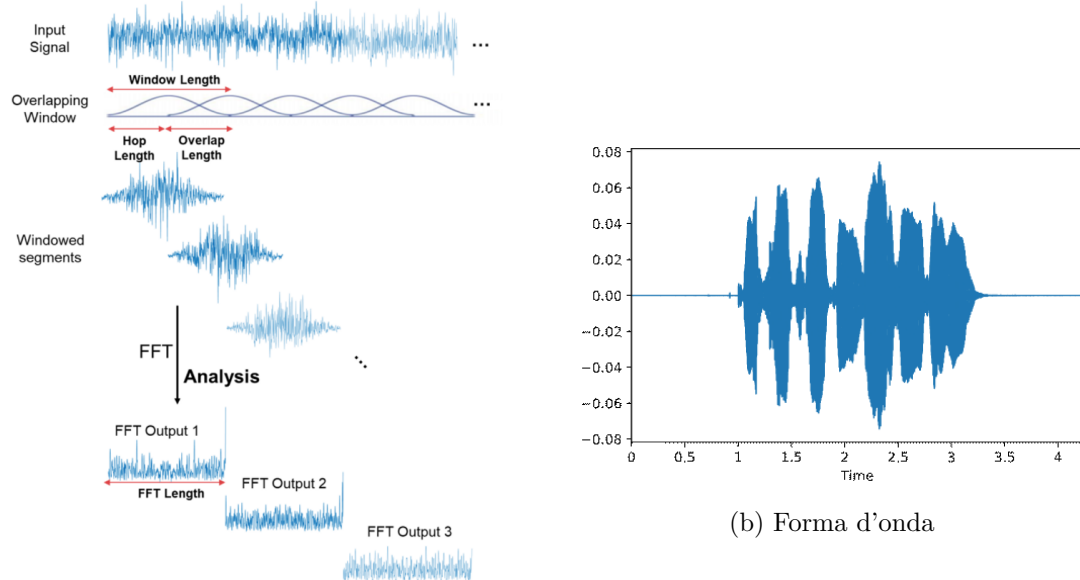 Input
Signal
...
Window Length
Overlapping
Window
...
Hop
Length
Overlap
Length
Windowed
segments
...
FFT
Analysis
FFT Output 1
FFT Length
FFT Output 2
FFT Output 3
0.08
0.06
0.04
0.02
0.00
−0.02
−0.04
−0.06
−0.08
0 0.5 1 1.5 2 2.5 3 3.5 4
Time
(b) Forma d'onda